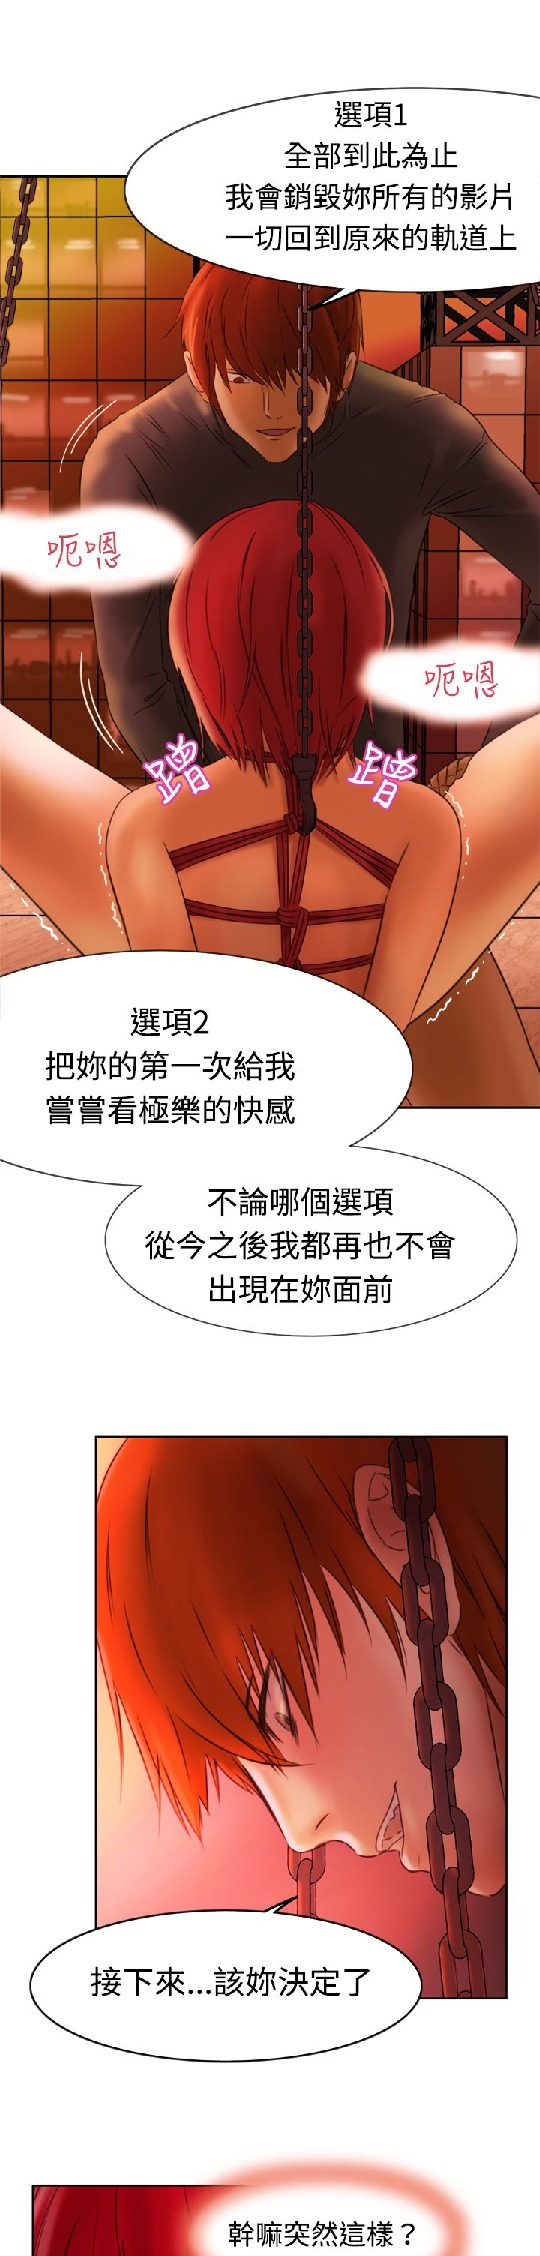 選項1
全部到此為止
我會銷毀妳所有的影片
一切回到原來的軌道上
呃嗯
呃嗯
蹭
蹭
選項2
把妳的第一次給我
嘗嘗看極樂的快感
不論哪個選項
從今之後我都再也不會
出現在妳面前
接下來...該妳決定了
幹嘛突然這樣？